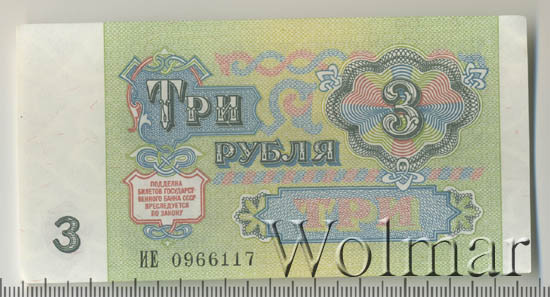 ТРИ
РУБЛЯ
3
ПОДДЕЛКА
БИЛЕТОВ ГОСУДАРСТ-
ВЕННОГО БАНКА СССР
ПРЕСЛЕДУЕТСЯ
ПО ЗАКОНУ
ТРИ
3
ИЕ 0966117
Wolmar